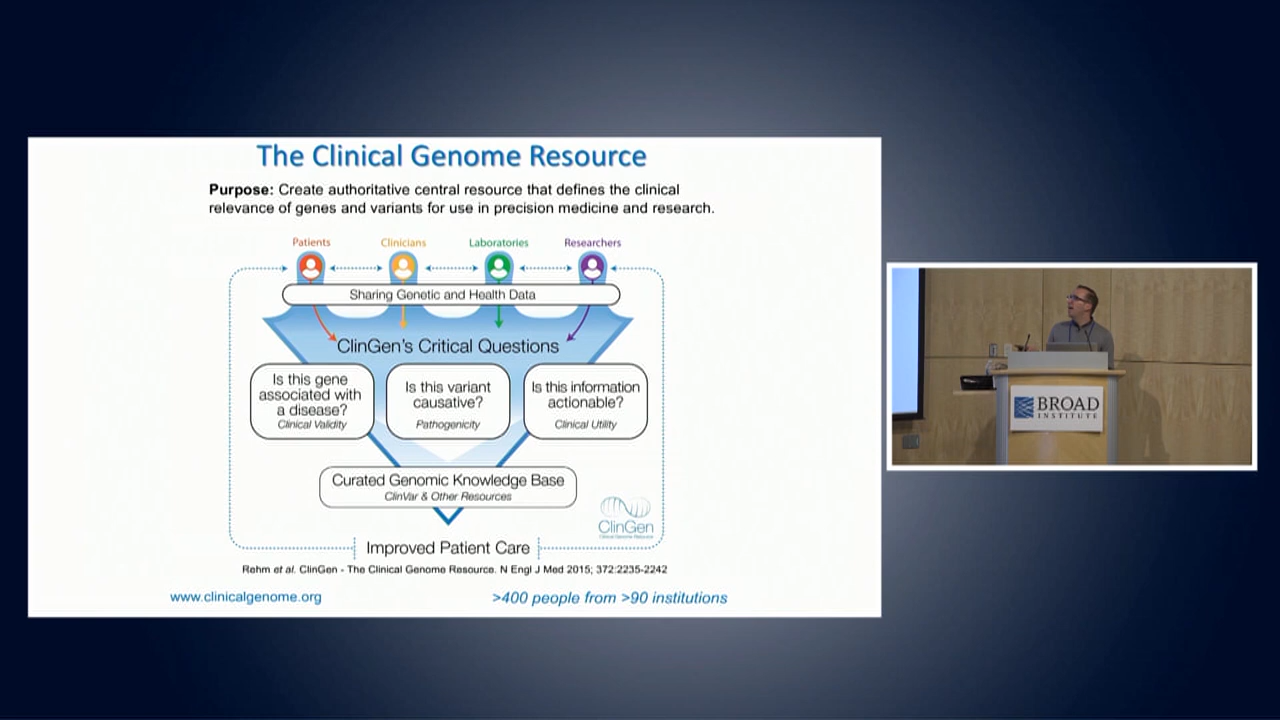 The Clinical Genome Resource
Purpose: Create authoritative central resource that defines the clinical
relevance of genes and variants for use in precision medicine and research.
Patients
Clinicians
Laboratories
Researchers
Sharing Genetic and Health Data
ClinGen's Critical Questions
Is this gene
associated with
a disease?
Clinical Validity
Is this variant
causative?
Pathogenicity
Is this information
actionable?
Clinical Utility
Curated Genomic Knowledge Base
ClinVar & Other Resources
ClinGen
Clinical Genome Resource
Improved Patient Care
Rehm et al. ClinGen - The Clinical Genome Resource. N Engl J Med 2015; 372:2235-2242
www.clinicalgenome.org
>400 people from >90 institutions
BROAD
INSTITUTE